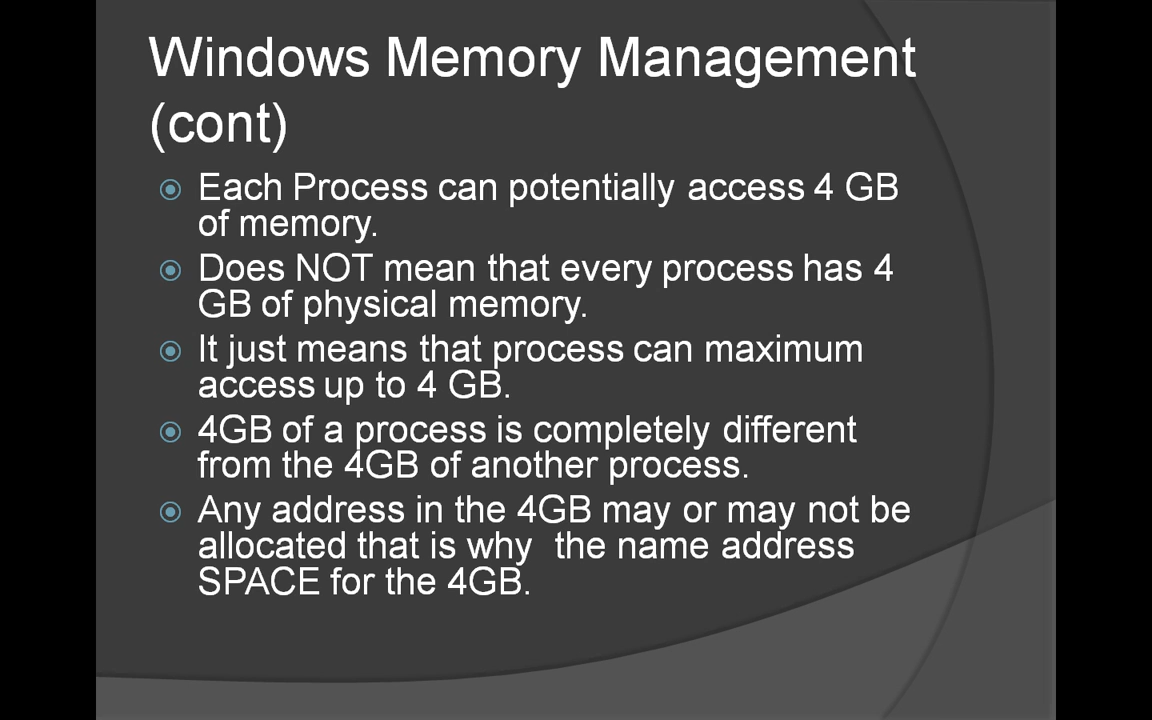 Windows Memory Management
(cont)
Each Process can potentially access 4 GB
of memory.
Does NOT mean that every process has 4
GB of physical memory.
It just means that process can maximum
access up to 4 GB.
4GB of a process is completely different
from the 4GB of another process.
Any address in the 4GB may or may not be
allocated that is why  the name address
SPACE for the 4GB.